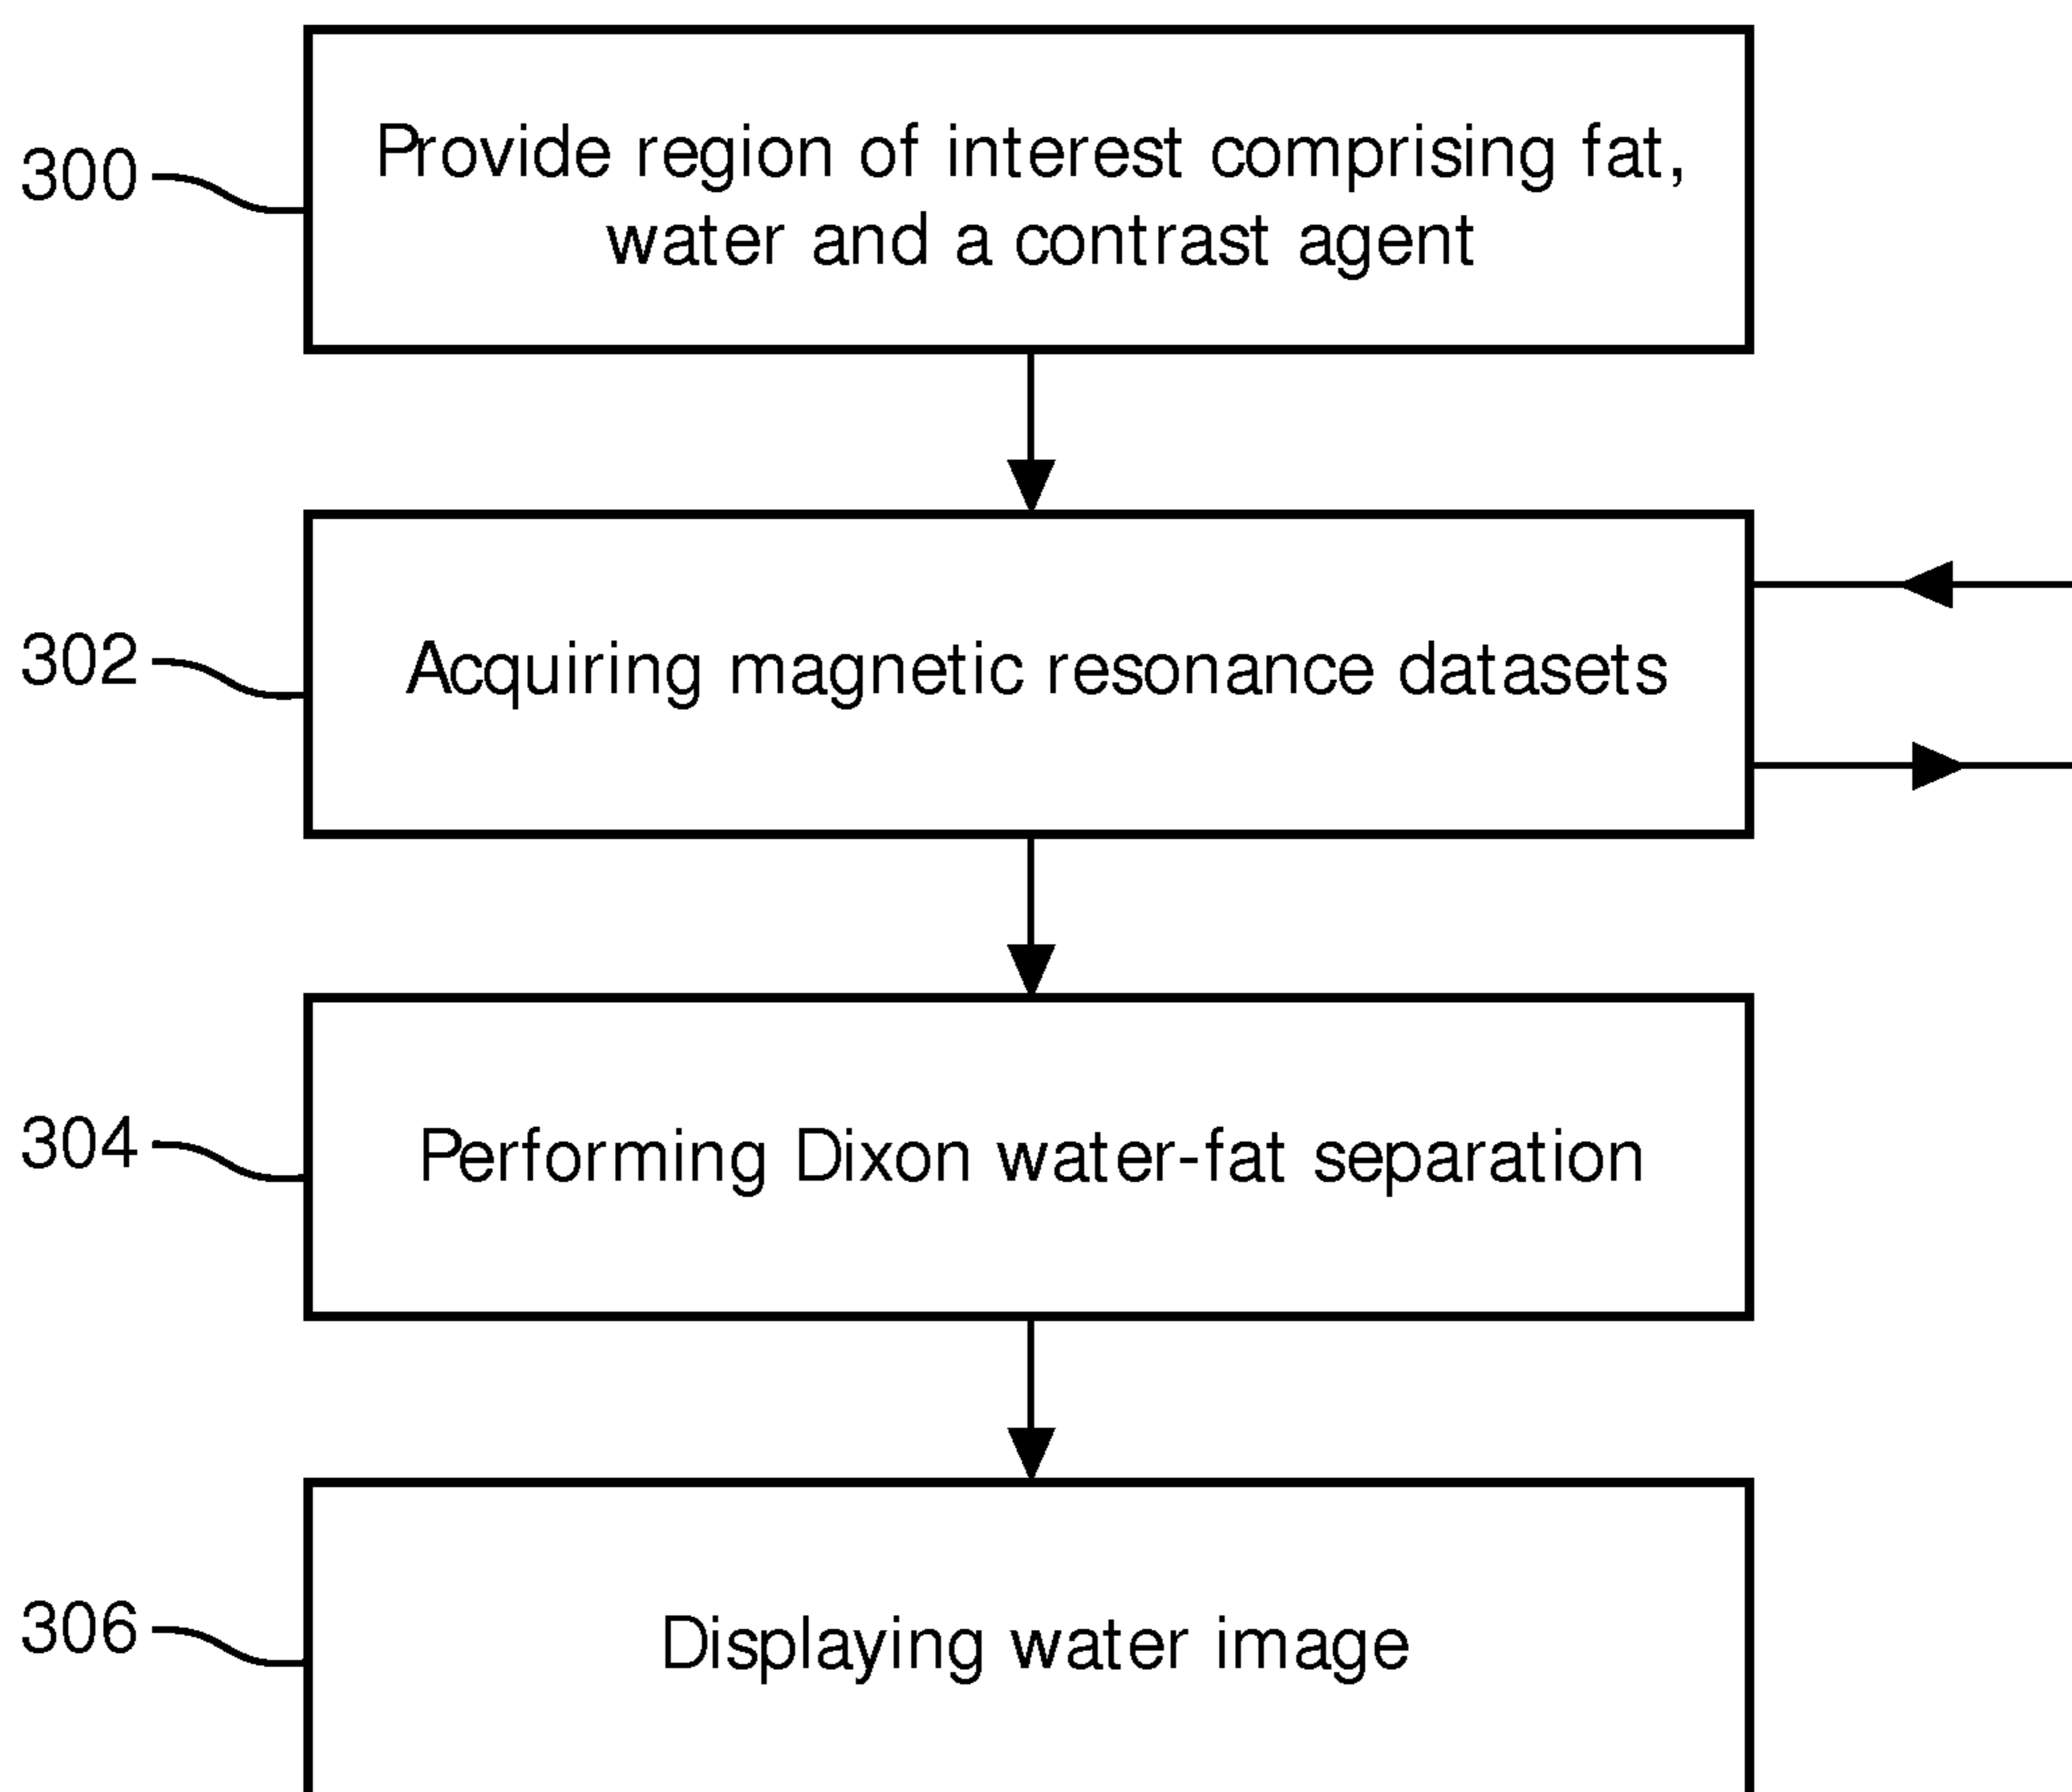 300
Provide region of interest comprising fat,
water and a contrast agent
302
Acquiring magnetic resonance datasets
304
Performing Dixon water-fat separation
306
Displaying water image